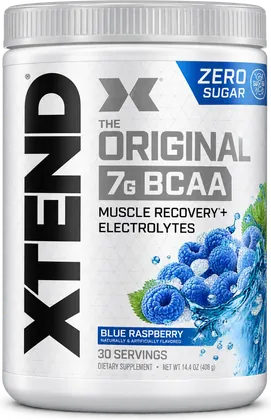 ZERO
SUGAR
XTEND
X
THE
ORIGINAL
7G BCAA
MUSCLE RECOVERY+
ELECTROLYTES
BLUE RASPBERRY
NATURALLY & ARTIFICIALLY FLAVORED
30 SERVINGS
DIETARY SUPPLEMENT • NET WT 14.4 OZ (408 g)